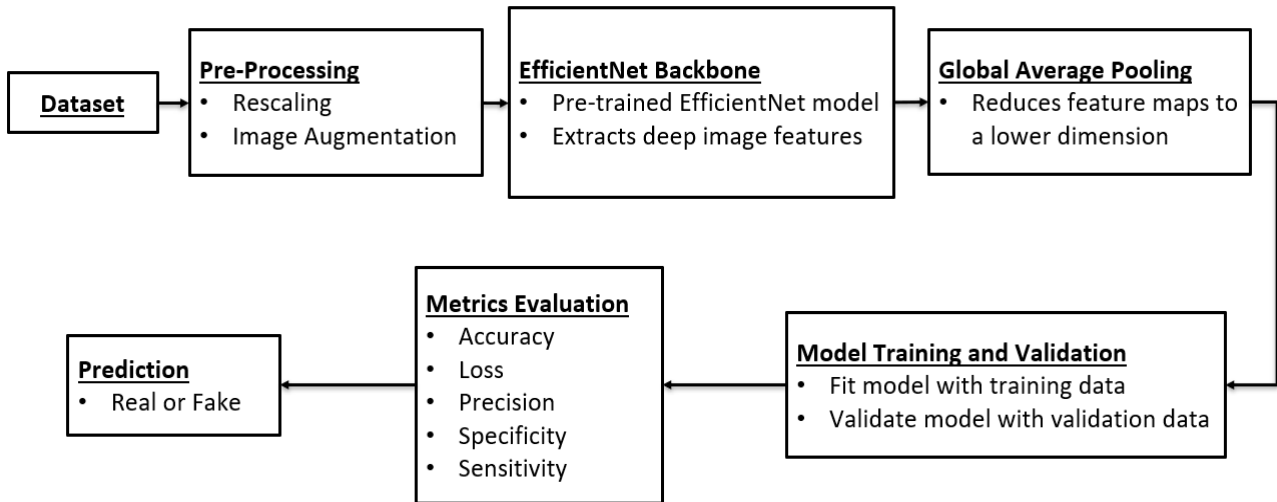 Dataset
Pre-Processing
• Rescaling
• Image Augmentation
EfficientNet Backbone
• Pre-trained EfficientNet model
• Extracts deep image features
Global Average Pooling
• Reduces feature maps to
a lower dimension
Model Training and Validation
• Fit model with training data
• Validate model with validation data
Metrics Evaluation
• Accuracy
• Loss
• Precision
• Specificity
• Sensitivity
Prediction
• Real or Fake